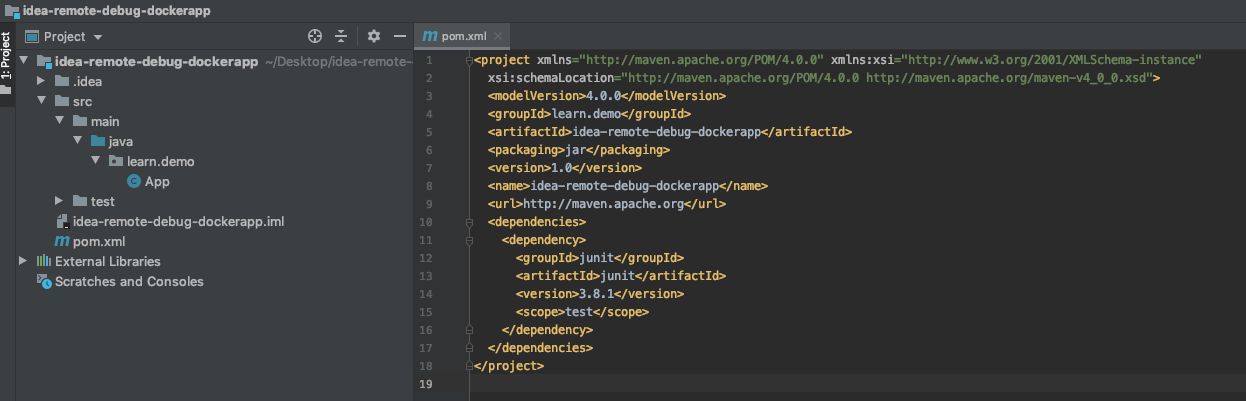 idea-remote-debug-dockerapp
1: Project
Project
idea-remote-debug-dockerapp ~/Desktop/idea-remote-
.idea
src
main
java
learn.demo
App
test
idea-remote-debug-dockerapp.iml
pom.xml
External Libraries
Scratches and Consoles
pom.xml
1 <project xmlns="http://maven.apache.org/POM/4.0.0" xmlns:xsi="http://www.w3.org/2001/XMLSchema-instance"
2 xsi:schemaLocation="http://maven.apache.org/POM/4.0.0 http://maven.apache.org/maven-v4_0_0.xsd">
3 <modelVersion>4.0.0</modelVersion>
4 <groupId>learn.demo</groupId>
5 <artifactId>idea-remote-debug-dockerapp</artifactId>
6 <packaging>jar</packaging>
7 <version>1.0</version>
8 <name>idea-remote-debug-dockerapp</name>
9 <url>http://maven.apache.org</url>
10 <dependencies>
11 <dependency>
12 <groupId>junit</groupId>
13 <artifactId>junit</artifactId>
14 <version>3.8.1</version>
15 <scope>test</scope>
16 </dependency>
17 </dependencies>
18 </project>
19